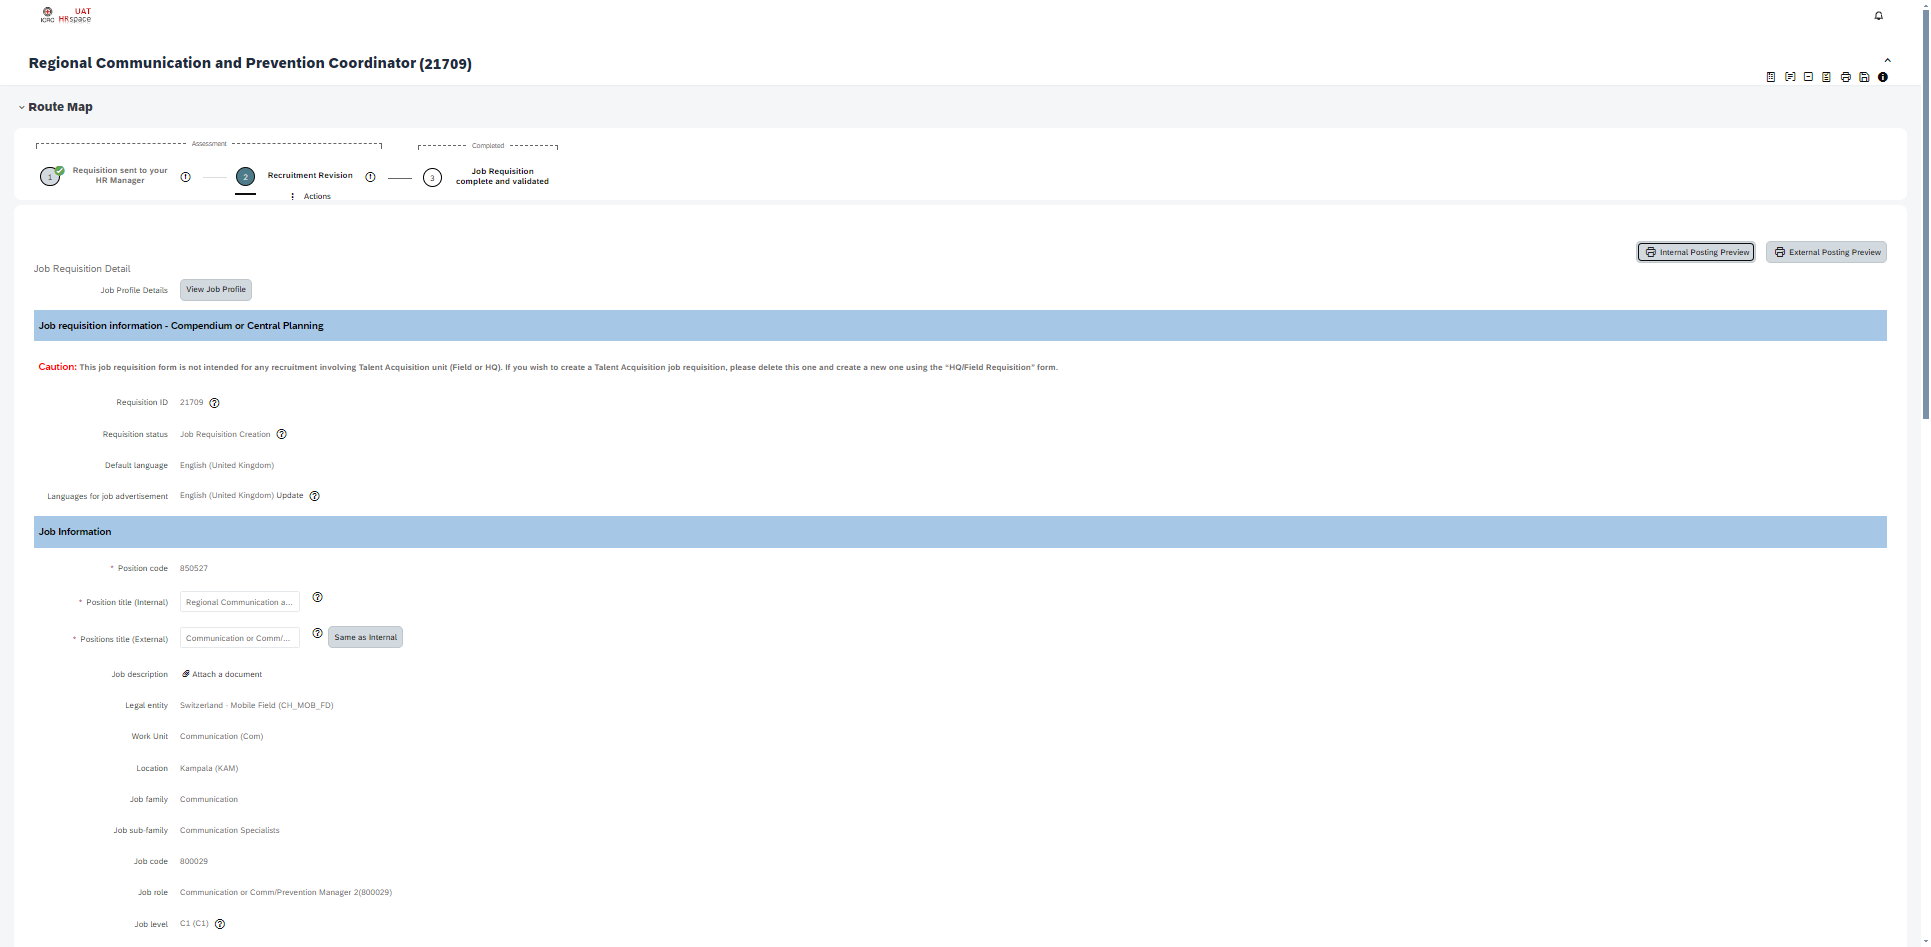 UAT
ICRC HRspace
Regional Communication and Prevention Coordinator (21709)
Route Map
Assessment
Completed
1
Requisition sent to your
HR Manager
2
Recruitment Revision
Actions
3
Job Requisition
complete and validated
Internal Posting Preview
External Posting Preview
Job Requisition Detail
Job Profile Details View Job Profile
Job requisition information - Compendium or Central Planning
Caution: This job requisition form is not intended for any recruitment involving Talent Acquisition unit (Field or HQ). If you wish to create a Talent Acquisition job requisition, please delete this one and create a new one using the “HQ/Field Requisition” form.
Requisition ID 21709
Requisition status Job Requisition Creation
Default language English (United Kingdom)
Languages for job advertisement English (United Kingdom) Update
Job Information
* Position code 850527
* Position title (Internal) Regional Communication a...
* Positions title (External) Communication or Comm/... Same as Internal
Job description Attach a document
Legal entity Switzerland - Mobile Field (CH_MOB_FD)
Work Unit Communication (Com)
Location Kampala (KAM)
Job family Communication
Job sub-family Communication Specialists
Job code 800029
Job role Communication or Comm/Prevention Manager 2(800029)
Job level C1 (C1)